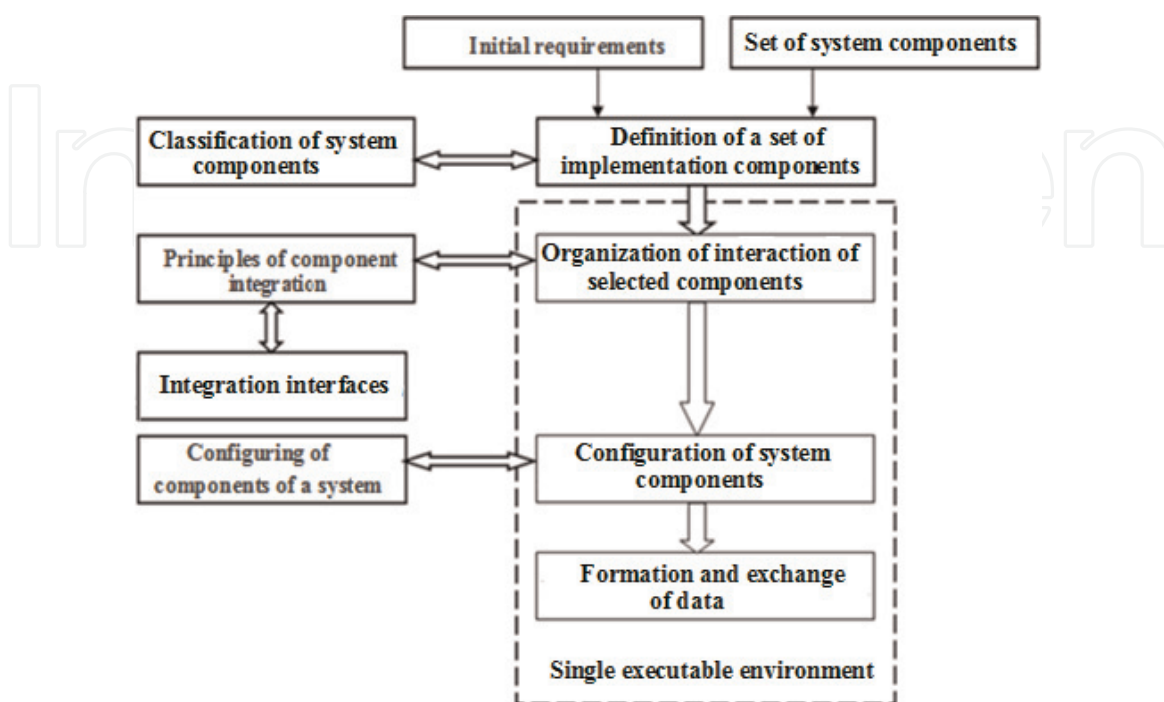 Initial requirements
Set of system components
Classification of system
components
Definition of a set of
implementation components
Principles of component
integration
Organization of interaction of
selected components
Integration interfaces
Configuring of
components of a system
Configuration of system
components
Formation and exchange
of data
Single executable environment